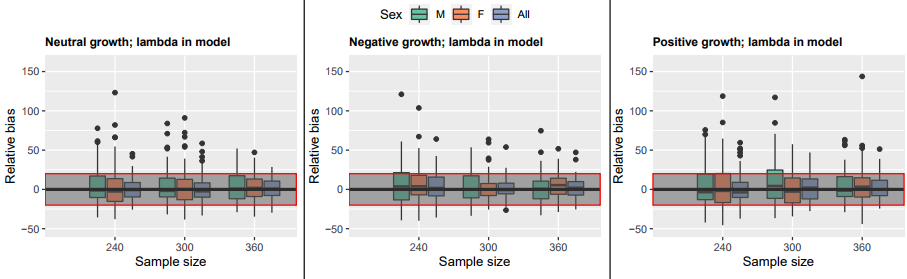 Sex M F All
Neutral growth; lambda in model
Relative bias
150
100
50
0
−50
240 300 360
Sample size
Negative growth; lambda in model
Relative bias
150
100
50
0
−50
240 300 360
Sample size
Positive growth; lambda in model
Relative bias
150
100
50
0
−50
240 300 360
Sample size